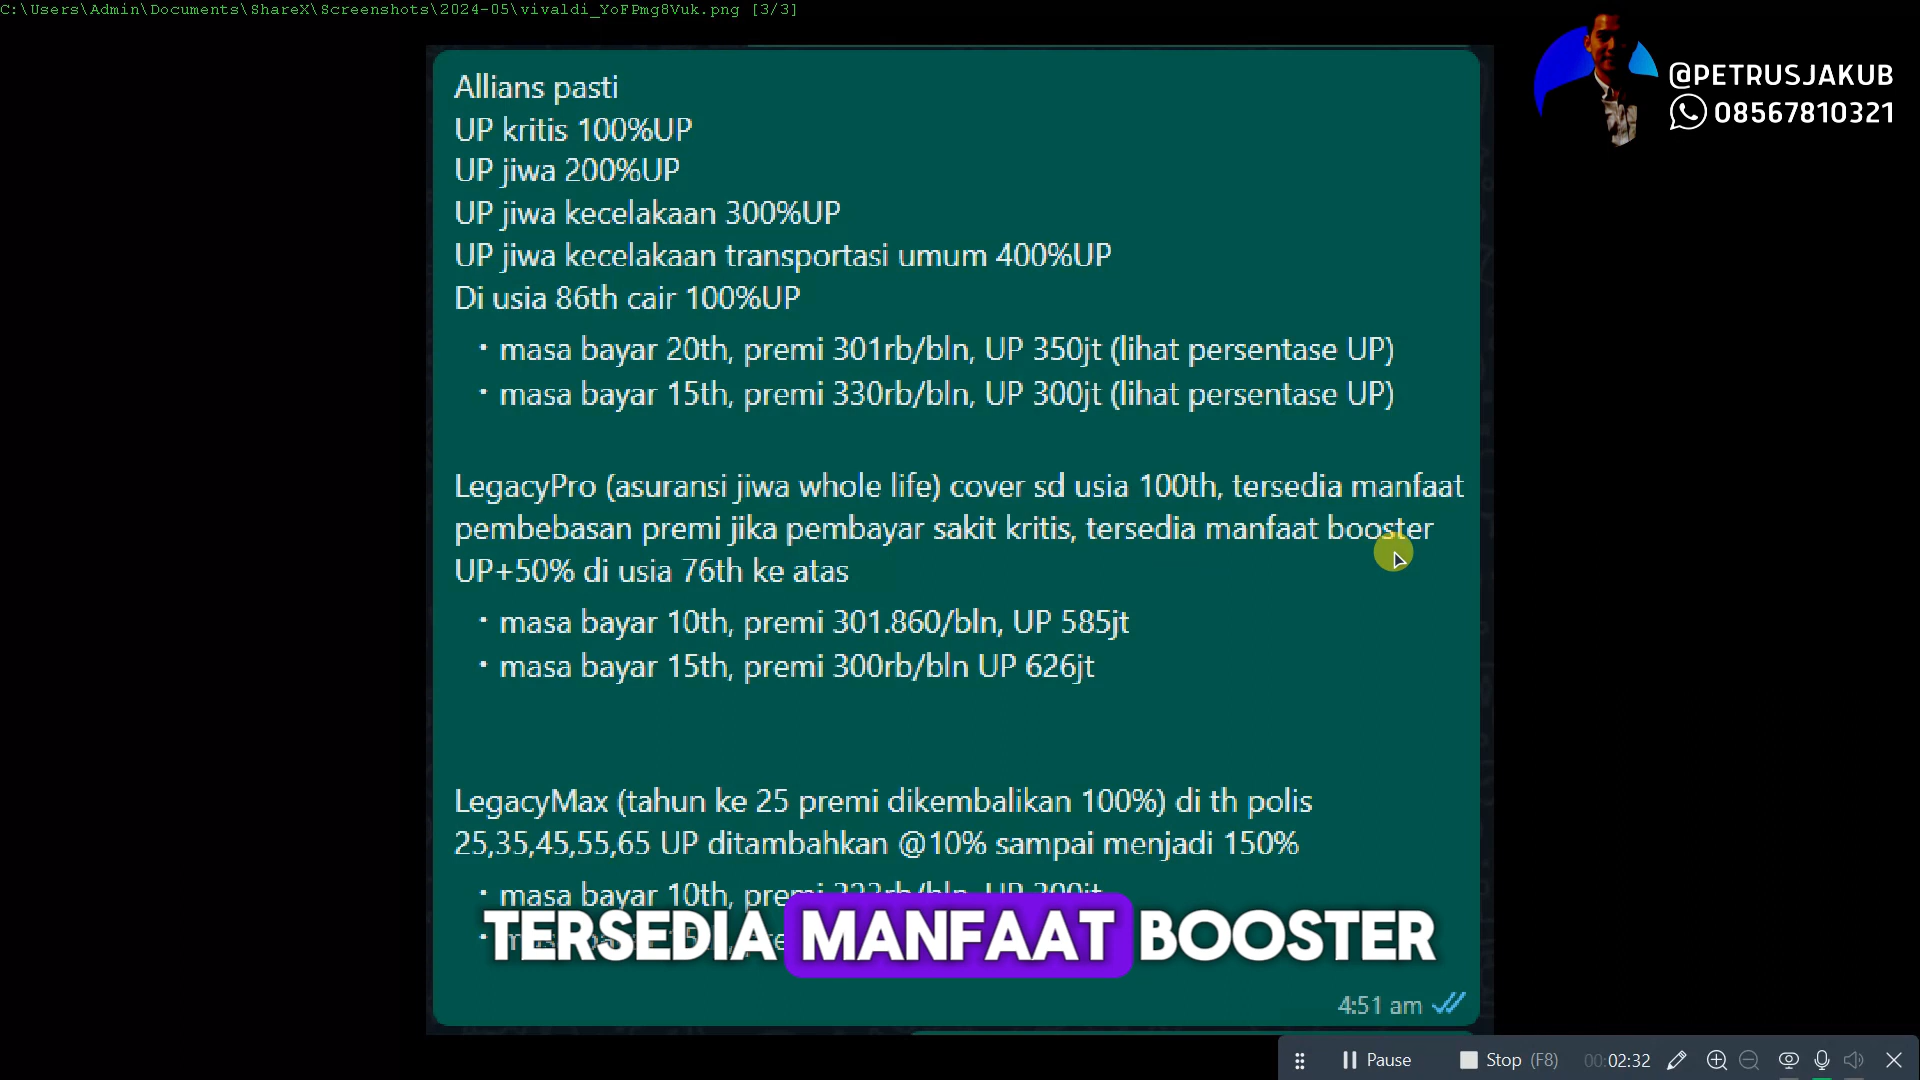 C:\Users\Admin\Documents\ShareX\Screenshots\2024-05\vivaldi_YoFPmg8Vuk.png [3/3]
@PETRUSJAKUB
08567810321
Allians pasti
UP kritis 100%UP
UP jiwa 200%UP
UP jiwa kecelakaan 300%UP
UP jiwa kecelakaan transportasi umum 400%UP
Di usia 86th cair 100%UP
• masa bayar 20th, premi 301rb/bln, UP 350jt (lihat persentase UP)
• masa bayar 15th, premi 330rb/bln, UP 300jt (lihat persentase UP)
LegacyPro (asuransi jiwa whole life) cover sd usia 100th, tersedia manfaat
pembebasan premi jika pembayar sakit kritis, tersedia manfaat booster
UP+50% di usia 76th ke atas
• masa bayar 10th, premi 301.860/bln, UP 585jt
• masa bayar 15th, premi 300rb/bln UP 626jt
LegacyMax (tahun ke 25 premi dikembalikan 100%) di th polis
25,35,45,55,65 UP ditambahkan @10% sampai menjadi 150%
• masa bayar 10th, premi
TERSEDIA MANFAAT BOOSTER
4:51 am
Pause Stop (F8) 00:02:32